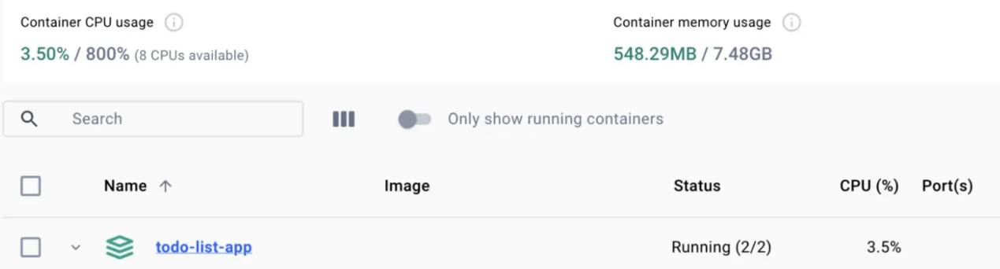 Container CPU usage
Container memory usage
3.50% / 800% (8 CPUs available)
548.29MB / 7.48GB
Search
Only show running containers
Name Image Status CPU (%) Port(s)
todo-list-app Running (2/2) 3.5%